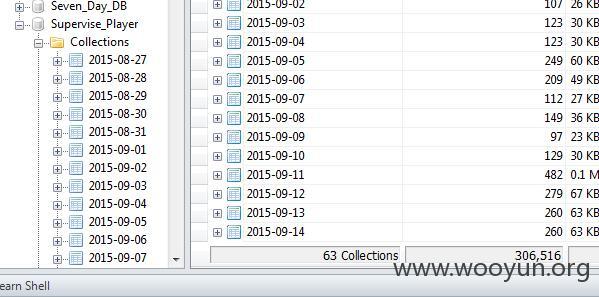 Seven_Day_DB
Supervise_Player
Collections
2015-08-27
2015-08-28
2015-08-29
2015-08-30
2015-08-31
2015-09-01
2015-09-02
2015-09-03
2015-09-04
2015-09-05
2015-09-06
2015-09-07
2015-09-02 107 26 KB
2015-09-03 123 30 KB
2015-09-04 123 30 KB
2015-09-05 249 60 KB
2015-09-06 209 49 KB
2015-09-07 112 27 KB
2015-09-08 149 36 KB
2015-09-09 97 23 KB
2015-09-10 129 30 KB
2015-09-11 482 0.1 M
2015-09-12 279 67 KB
2015-09-13 260 63 KB
2015-09-14 260 63 KB
63 Collections 306,516
www.wooyun.org
earn Shell